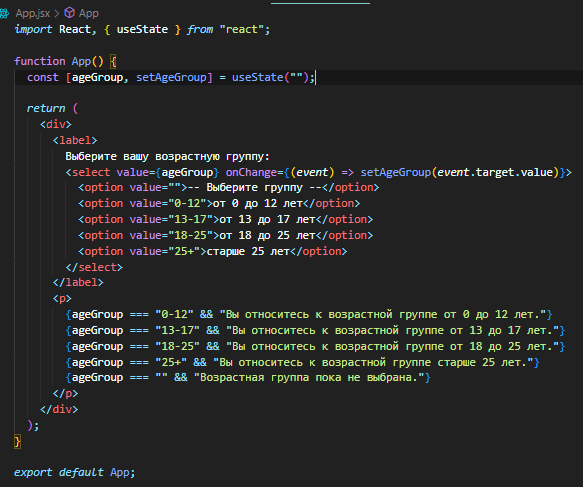 App.jsx > App
import React, { useState } from "react";
function App() {
const [ageGroup, setAgeGroup] = useState("");
return (
<div>
<label>
Выберите вашу возрастную группу:
<select value={ageGroup} onChange={(event) => setAgeGroup(event.target.value)}>
<option value="">-- Выберите группу --</option>
<option value="0-12">от 0 до 12 лет</option>
<option value="13-17">от 13 до 17 лет</option>
<option value="18-25">от 18 до 25 лет</option>
<option value="25+">старше 25 лет</option>
</select>
</label>
<p>
{ageGroup === "0-12" && "Вы относитесь к возрастной группе от 0 до 12 лет."}
{ageGroup === "13-17" && "Вы относитесь к возрастной группе от 13 до 17 лет."}
{ageGroup === "18-25" && "Вы относитесь к возрастной группе от 18 до 25 лет."}
{ageGroup === "25+" && "Вы относитесь к возрастной группе старше 25 лет."}
{ageGroup === "" && "Возрастная группа пока не выбрана."}
</p>
</div>
);
}
export default App;